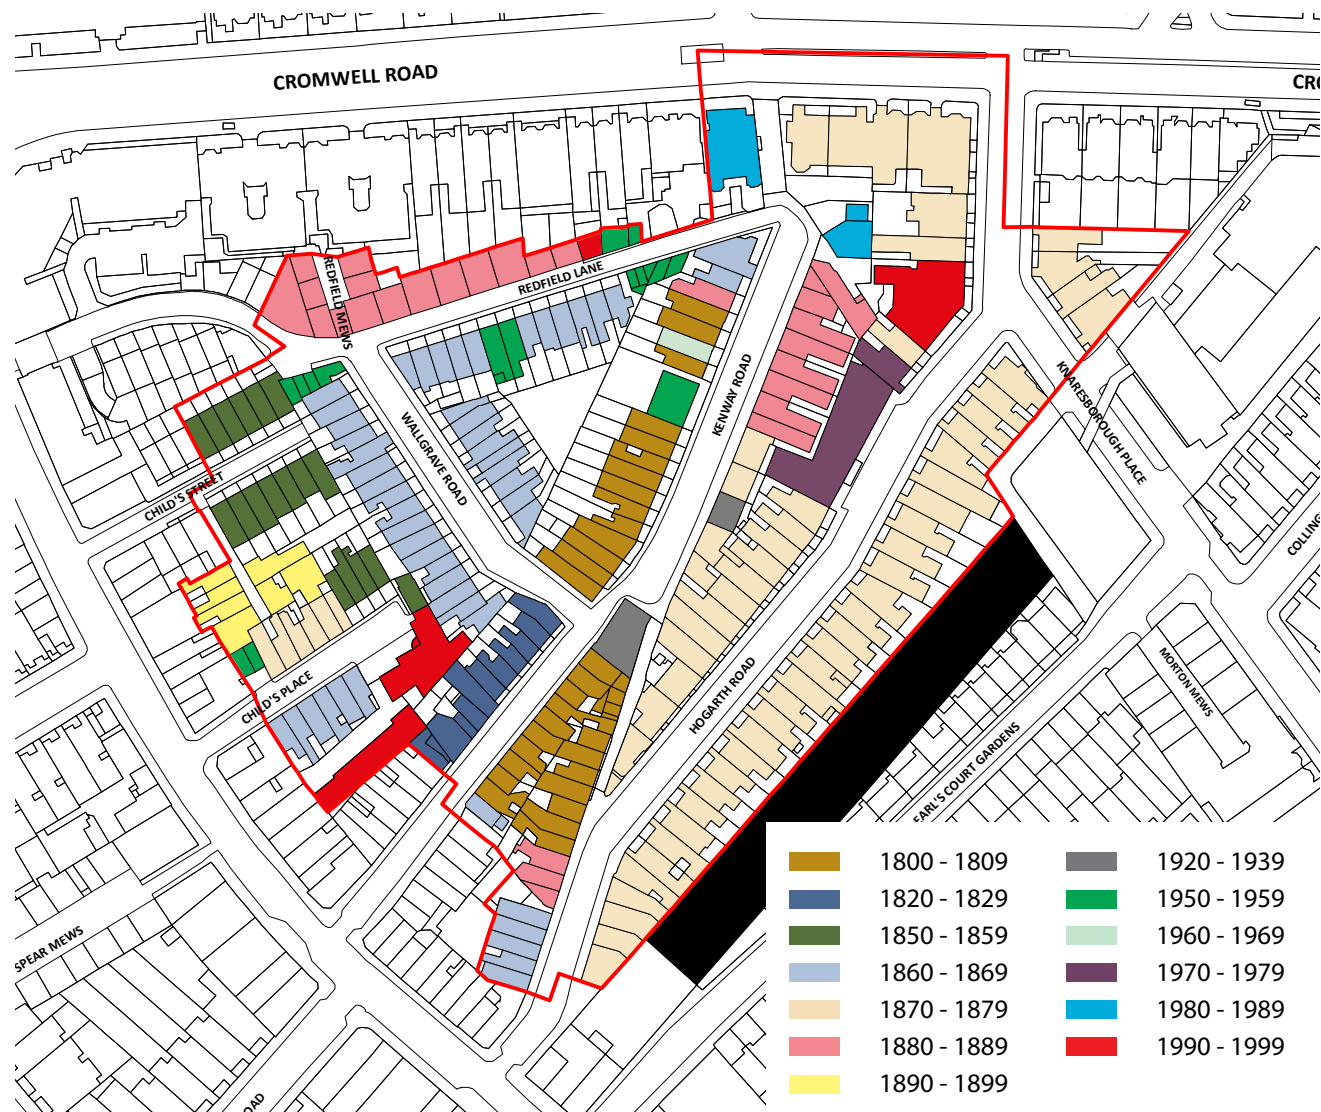 CROMWELL ROAD
CRO
REDFIELD MEWS
REDFIELD LANE
KENWAY ROAD
WALLGRAVE ROAD
KNARESBOROUGH PLACE
CHILD'S STREET
COLLING
CHILD'S PLACE
HOGARTH ROAD
MORTON MEWS
EARL'S COURT GARDENS
SPEAR MEWS
OAD
1800 - 1809
1820 - 1829
1850 - 1859
1860 - 1869
1870 - 1879
1880 - 1889
1890 - 1899
1920 - 1939
1950 - 1959
1960 - 1969
1970 - 1979
1980 - 1989
1990 - 1999